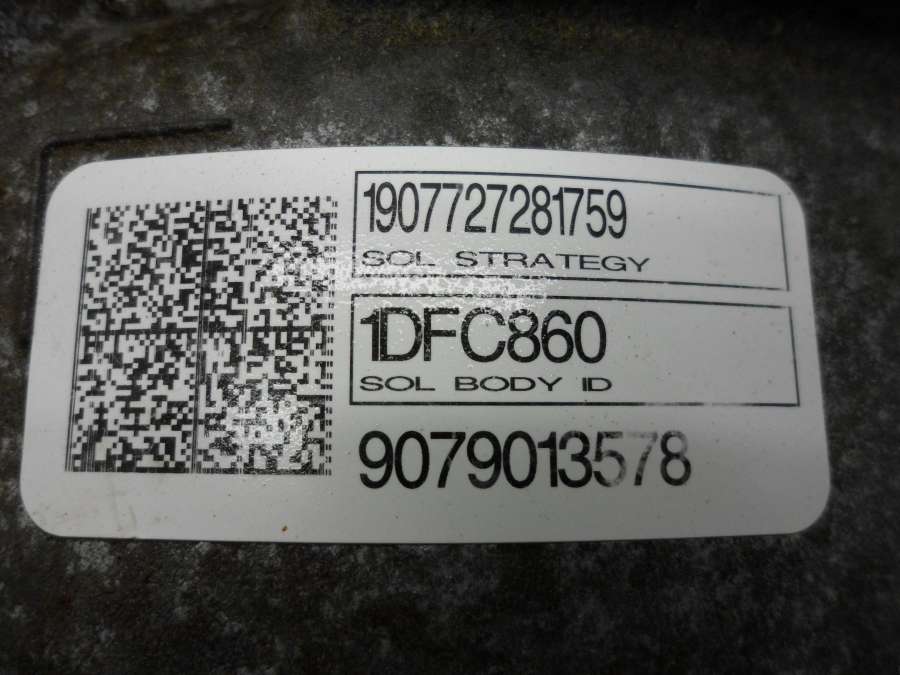 1907727281759
SOL STRATEGY
1DFC860
SOL BODY ID
9079013578